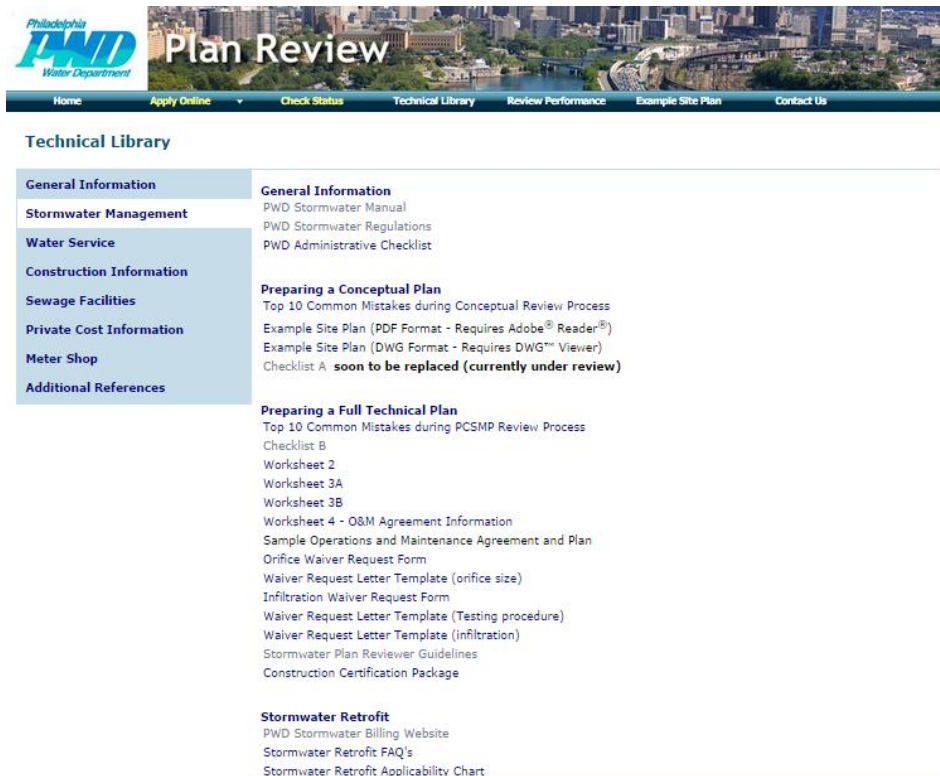 Philadelphia
PWD
Water Department
Plan Review
Home
Apply Online
Check Status
Technical Library
Review Performance
Example Site Plan
Contact Us
Technical Library
General Information
Stormwater Management
Water Service
Construction Information
Sewage Facilities
Private Cost Information
Meter Shop
Additional References
General Information
PWD Stormwater Manual
PWD Stormwater Regulations
PWD Administrative Checklist
Preparing a Conceptual Plan
Top 10 Common Mistakes during Conceptual Review Process
Example Site Plan (PDF Format - Requires Adobe® Reader®)
Example Site Plan (DWG Format - Requires DWG™ Viewer)
Checklist A soon to be replaced (currently under review)
Preparing a Full Technical Plan
Top 10 Common Mistakes during PCSMP Review Process
Checklist B
Worksheet 2
Worksheet 3A
Worksheet 3B
Worksheet 4 - O&M Agreement Information
Sample Operations and Maintenance Agreement and Plan
Orifice Waiver Request Form
Waiver Request Letter Template (orifice size)
Infiltration Waiver Request Form
Waiver Request Letter Template (Testing procedure)
Waiver Request Letter Template (infiltration)
Stormwater Plan Reviewer Guidelines
Construction Certification Package
Stormwater Retrofit
PWD Stormwater Billing Website
Stormwater Retrofit FAQ's
Stormwater Retrofit Applicability Chart